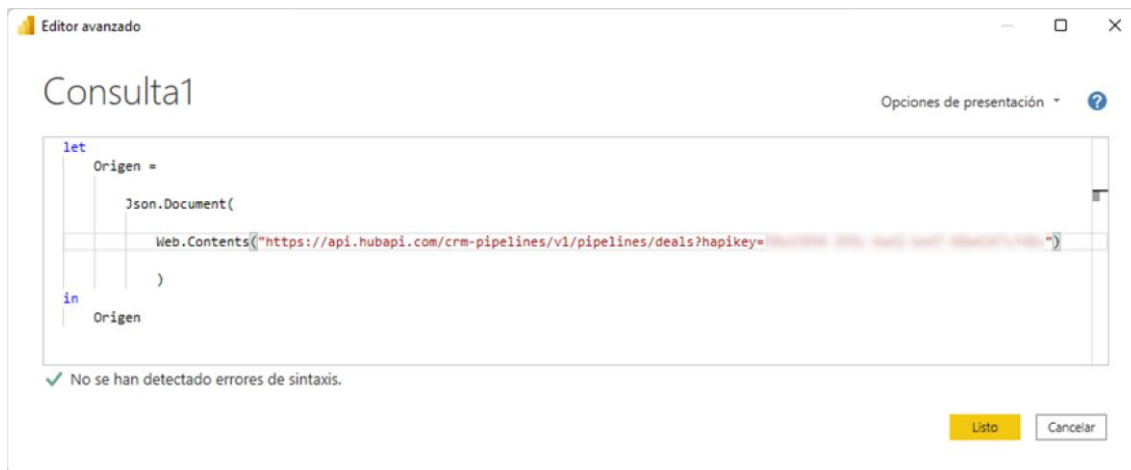 Editor avanzado
Consulta1
Opciones de presentación
?
let
Origen =
Json.Document(
Web.Contents("https://api.hubapi.com/crm-pipelines/v1/pipelines/deals?hapikey= ")
)
in
Origen
No se han detectado errores de sintaxis.
Listo
Cancelar